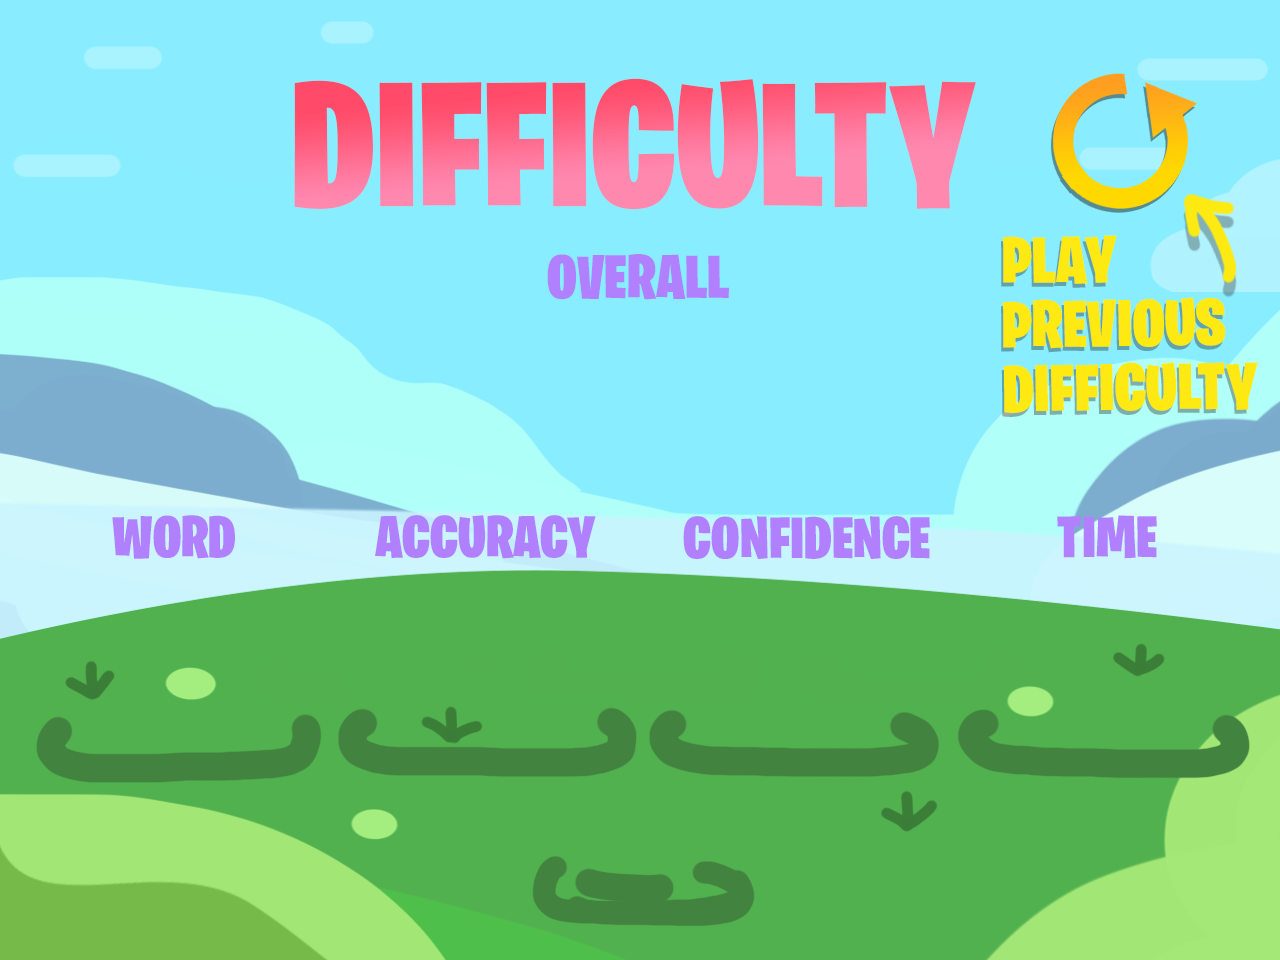 DIFFICULTY
OVERALL
PLAY
PREVIOUS
DIFFICULTY
WORD
ACCURACY
CONFIDENCE
TIME